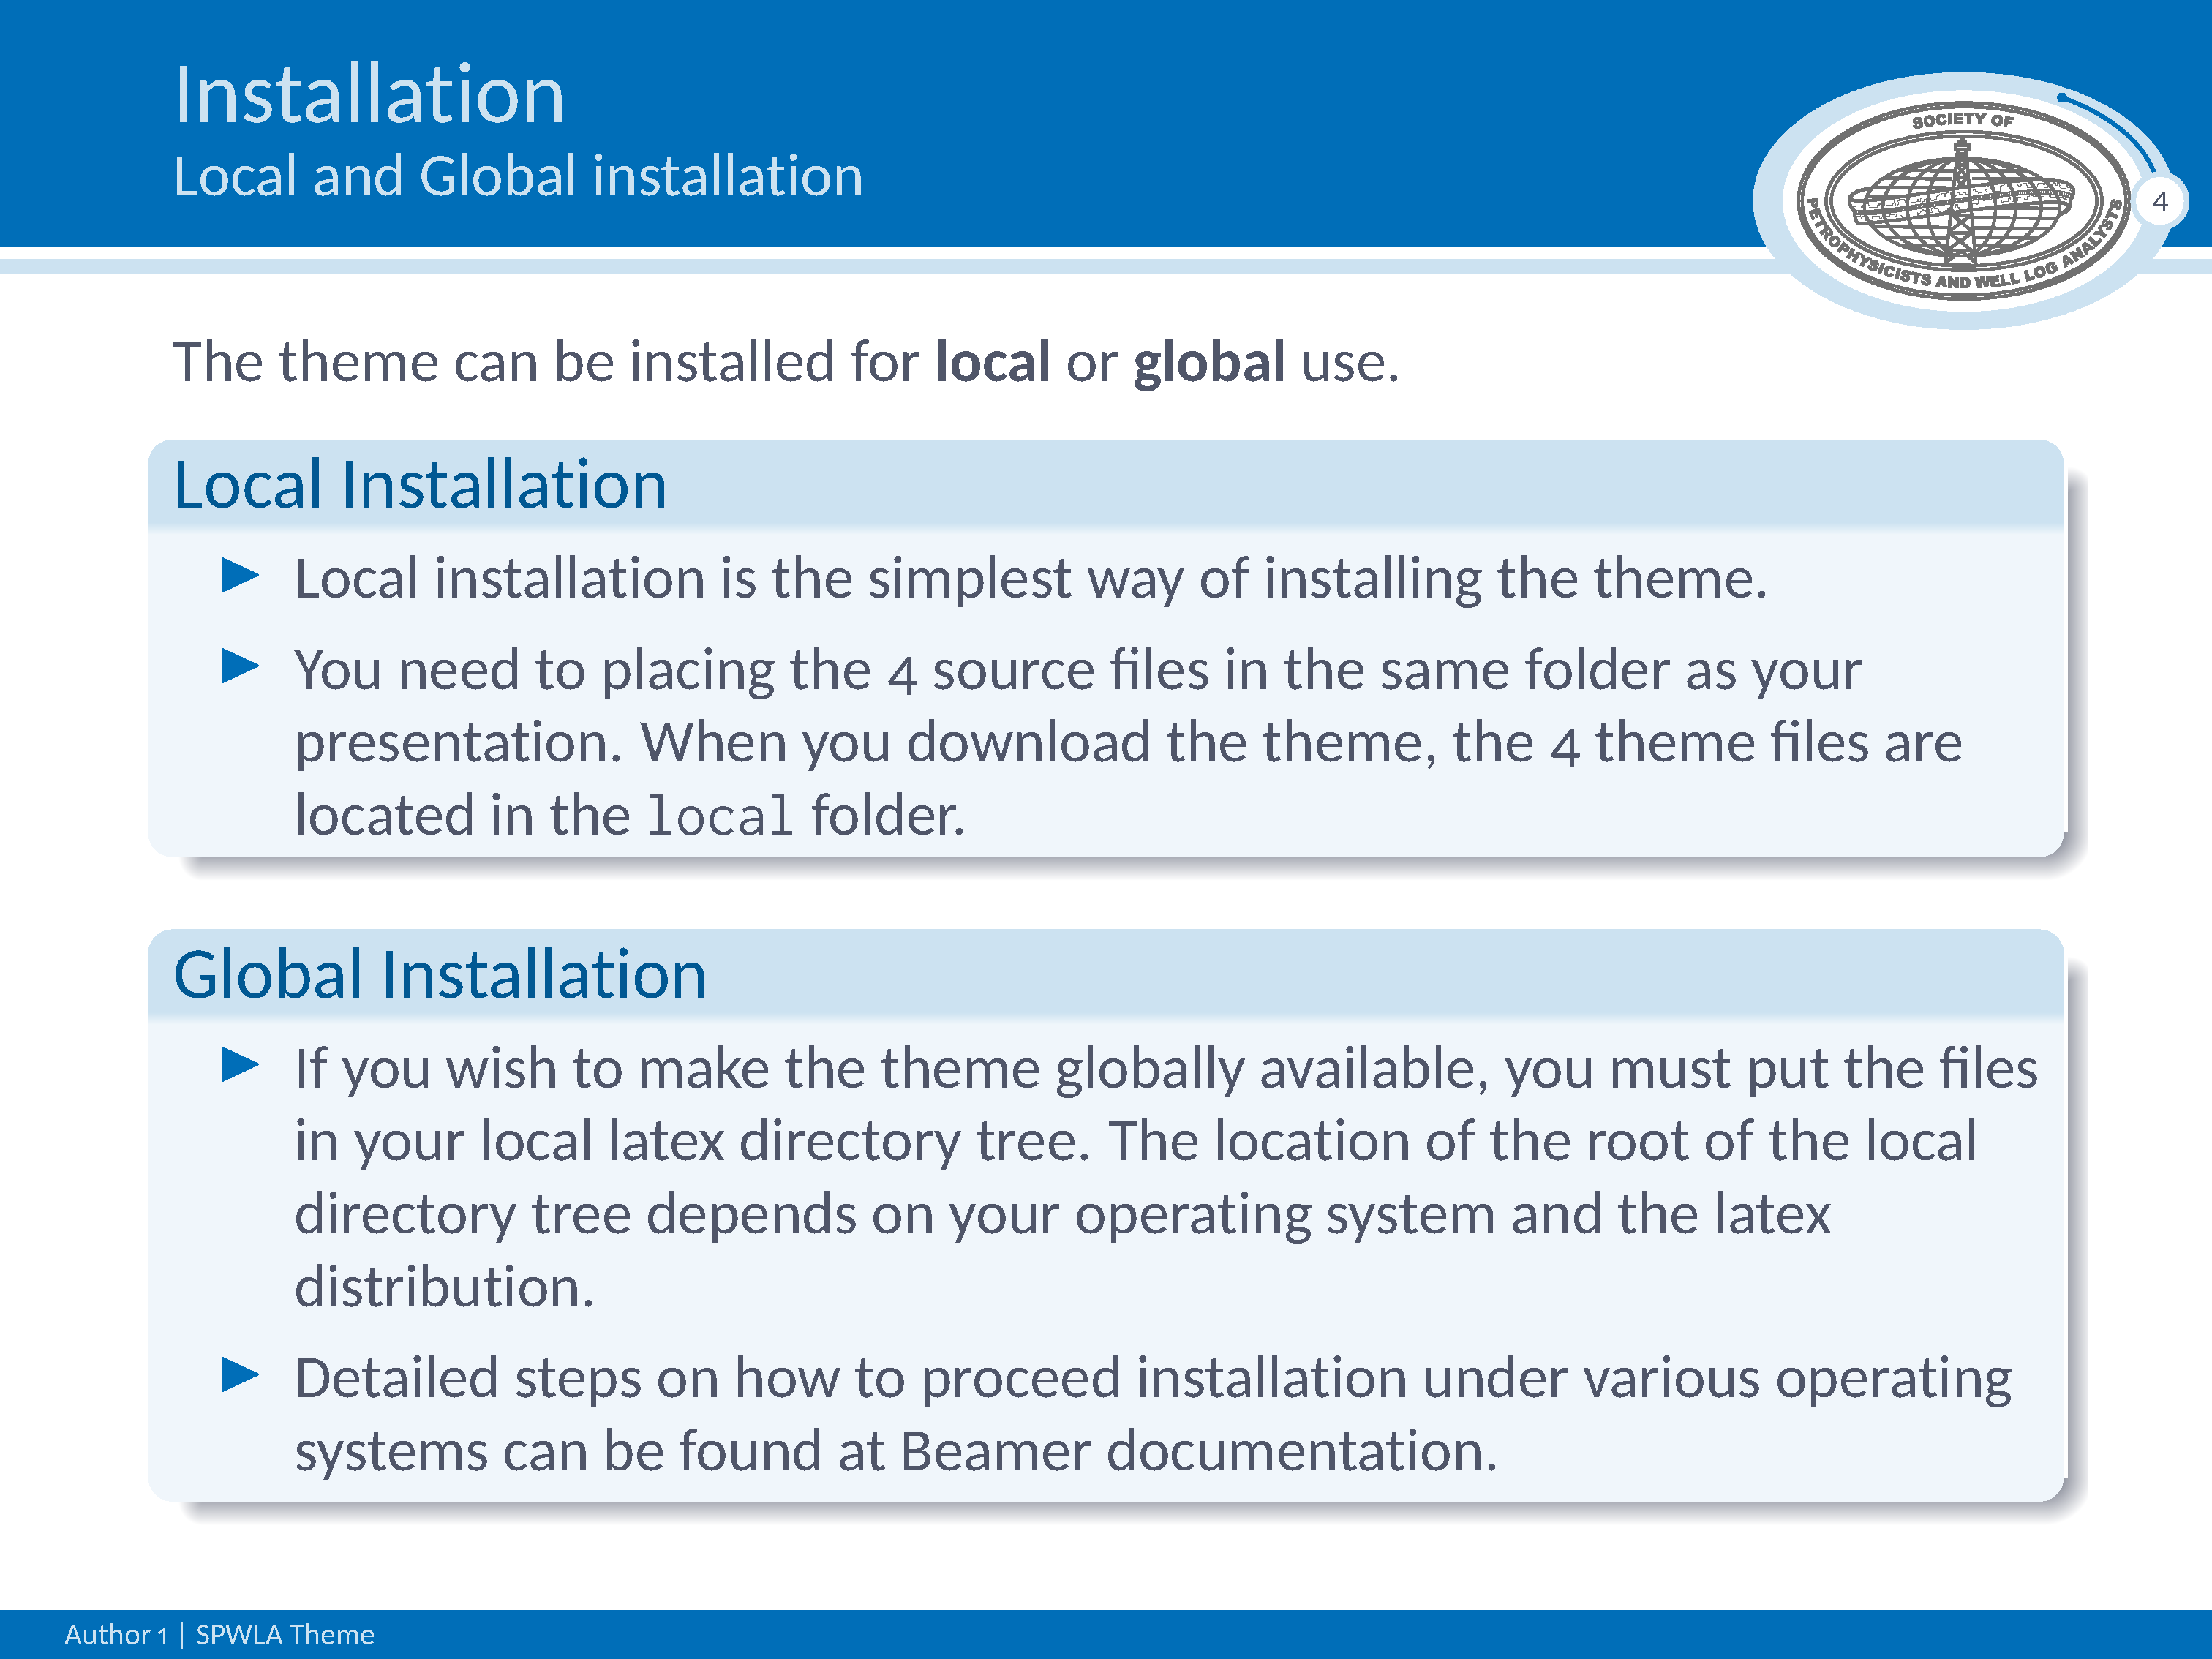 Installation
Local and Global installation
SOCIETY OF
PETROPHYSICISTS AND WELL LOG ANALYSTS
4
The theme can be installed for local or global use.
Local Installation
Local installation is the simplest way of installing the theme.
You need to placing the 4 source files in the same folder as your
presentation. When you download the theme, the 4 theme files are
located in the local folder.
Global Installation
If you wish to make the theme globally available, you must put the files
in your local latex directory tree. The location of the root of the local
directory tree depends on your operating system and the latex
distribution.
Detailed steps on how to proceed installation under various operating
systems can be found at Beamer documentation.
Author 1 | SPWLA Theme